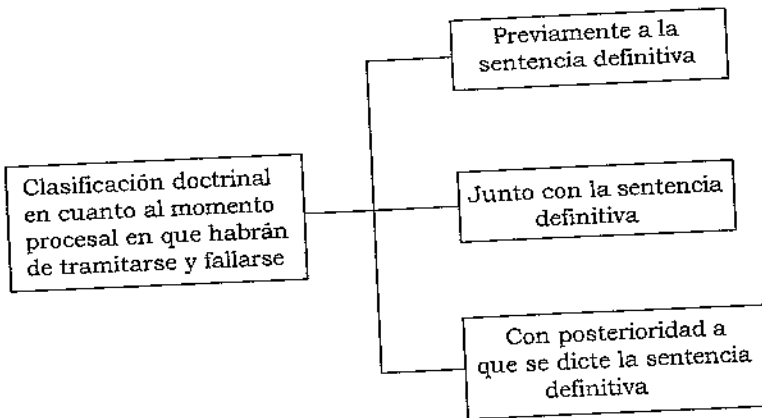 Clasificación doctrinal
en cuanto al momento
procesal en que habrán
de tramitarse y fallarse
Previamente a la
sentencia definitiva
Junto con la sentencia
definitiva
Con posterioridad a
que se dicte la sentencia
definitiva